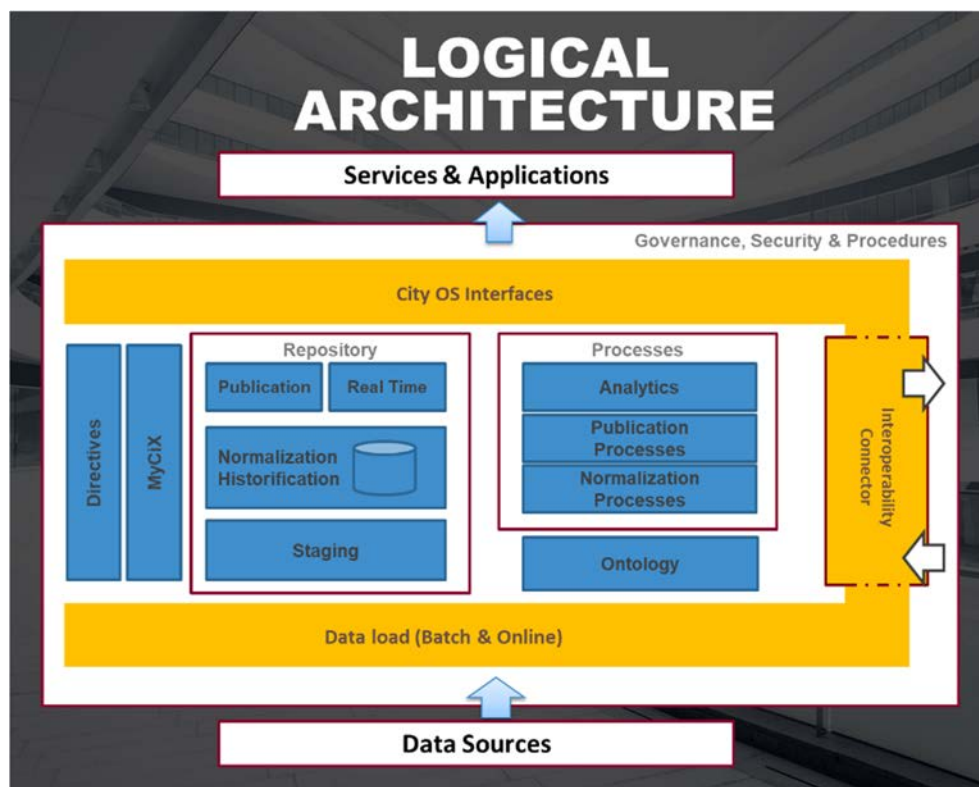 LOGICAL
ARCHITECTURE
Services & Applications
Governance, Security & Procedures
City OS Interfaces
Directives
MyCiX
Repository
Publication
Real Time
Normalization
Historification
Staging
Processes
Analytics
Publication
Processes
Normalization
Processes
Ontology
Interoperability
Connector
Data load (Batch & Online)
Data Sources